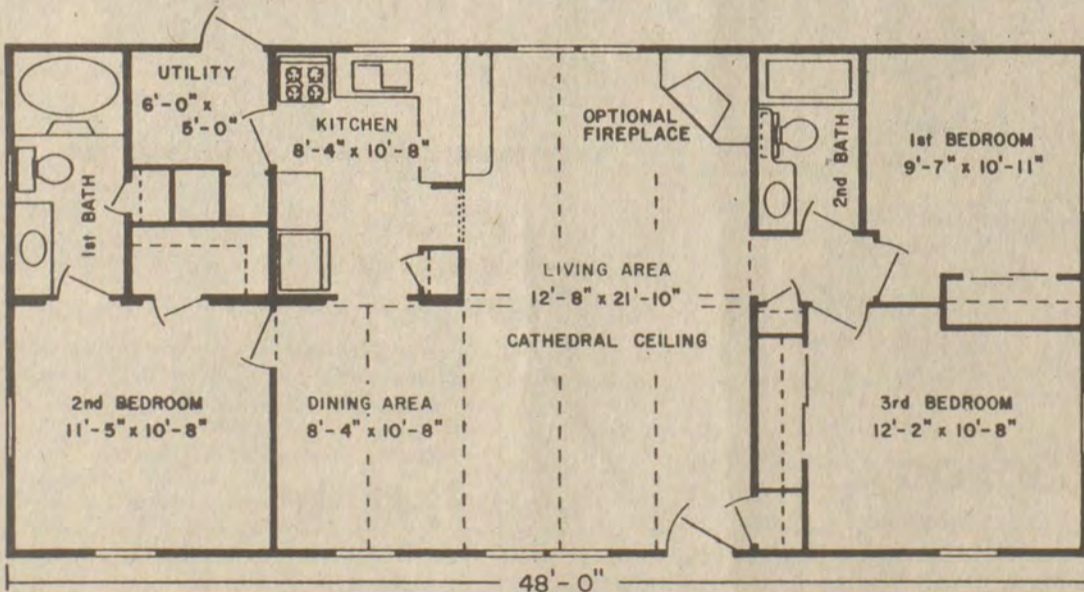 UTILITY
6'-0" x
5'-0"
KITCHEN
8'-4" x 10'-8"
OPTIONAL
FIREPLACE
1st BATH
2nd BATH
1st BEDROOM
9'-7" x 10'-11"
LIVING AREA
12'-8" x 21'-10"
CATHEDRAL CEILING
2nd BEDROOM
11'-5" x 10'-8"
DINING AREA
8'-4" x 10'-8"
3rd BEDROOM
12'-2" x 10'-8"
48'-0"